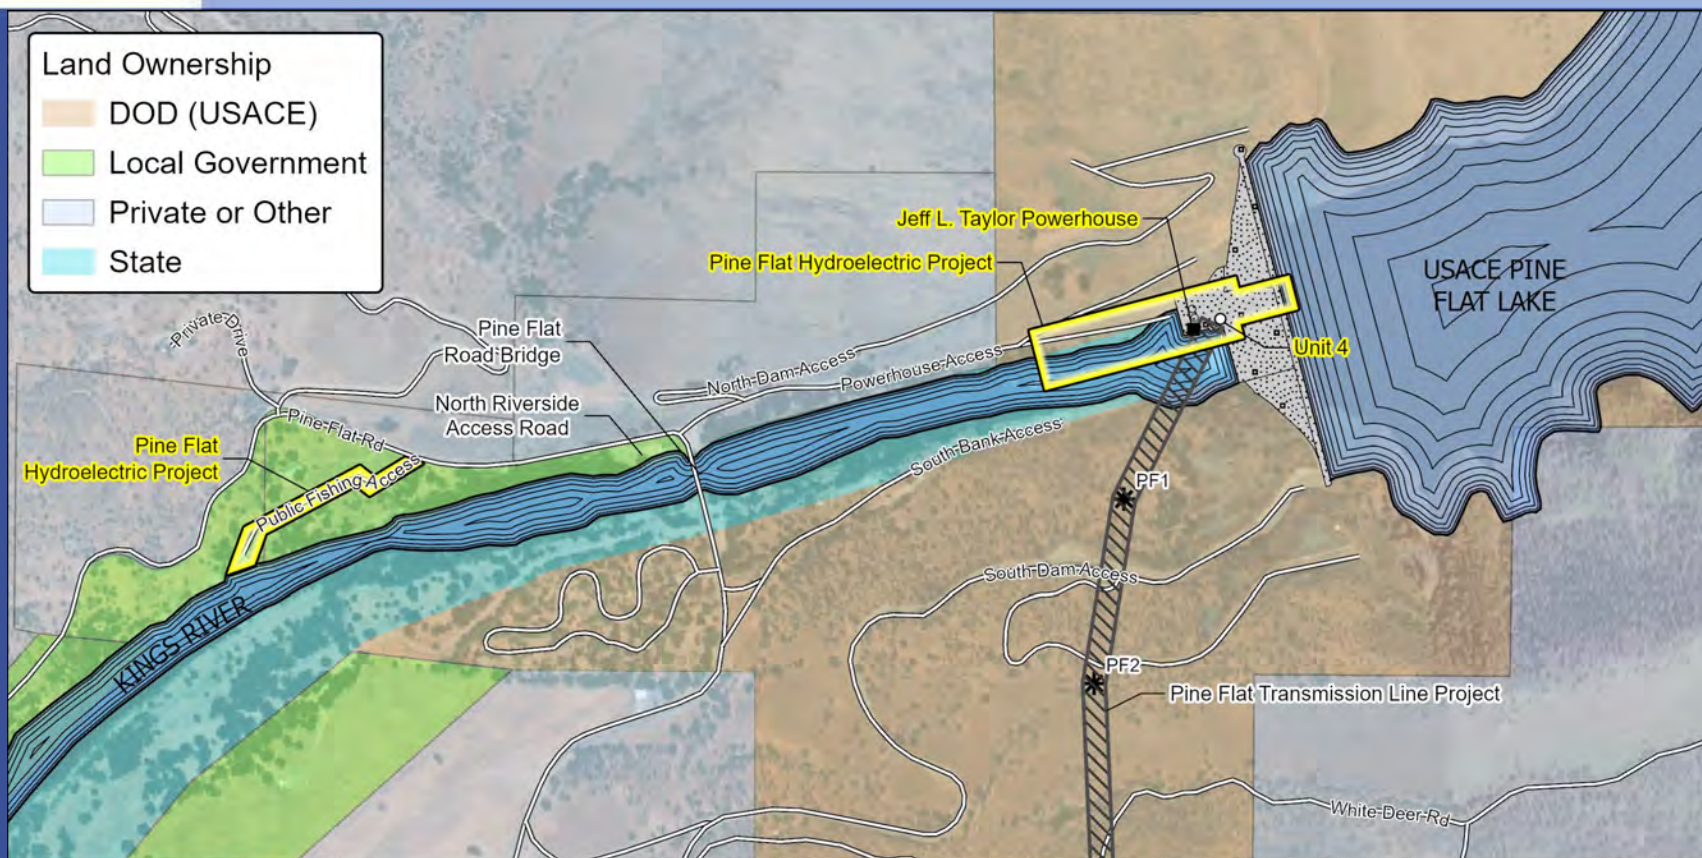 Land Ownership
DOD (USACE)
Local Government
Private or Other
State
Jeff L. Taylor Powerhouse
Pine Flat Hydroelectric Project
USACE PINE
FLAT LAKE
Unit 4
Pine Flat
Road Bridge
Private Drive
North Dam Access
Powerhouse Access
North Riverside
Access Road
Pine Flat Rd
South Bank Access
Pine Flat
Hydroelectric Project
Public Fishing Access
PF1
South Dam Access
KINGS RIVER
PF2
Pine Flat Transmission Line Project
White Deer Rd